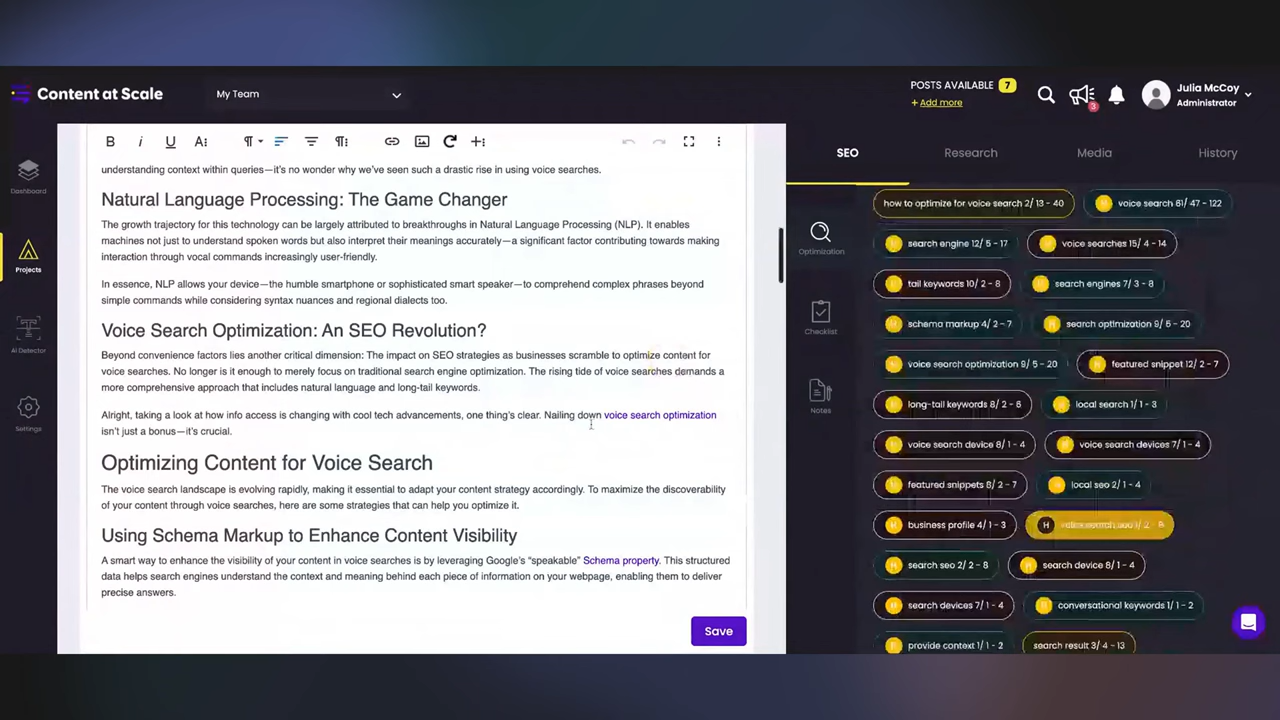 Content at Scale
My Team
POSTS AVAILABLE 7
+ Add more
3
Julia McCoy
Administrator
Dashboard
Projects
AI Detector
Settings
B i U A
understanding context within queries—it's no wonder why we've seen such a drastic rise in using voice searches.
Natural Language Processing: The Game Changer
The growth trajectory for this technology can be largely attributed to breakthroughs in Natural Language Processing (NLP). It enables
machines not just to understand spoken words but also interpret their meanings accurately—a significant factor contributing towards making
interaction through vocal commands increasingly user-friendly.
In essence, NLP allows your device—the humble smartphone or sophisticated smart speaker—to comprehend complex phrases beyond
simple commands while considering syntax nuances and regional dialects too.
Voice Search Optimization: An SEO Revolution?
Beyond convenience factors lies another critical dimension: The impact on SEO strategies as businesses scramble to optimize content for
voice searches. No longer is it enough to merely focus on traditional search engine optimization. The rising tide of voice searches demands a
more comprehensive approach that includes natural language and long-tail keywords.
Alright, taking a look at how info access is changing with cool tech advancements, one thing's clear. Nailing down voice search optimization
isn't just a bonus—it's crucial.
Optimizing Content for Voice Search
The voice search landscape is evolving rapidly, making it essential to adapt your content strategy accordingly. To maximize the discoverability
of your content through voice searches, here are some strategies that can help you optimize it.
Using Schema Markup to Enhance Content Visibility
A smart way to enhance the visibility of your content in voice searches is by leveraging Google's "speakable" Schema property. This structured
data helps search engines understand the context and meaning behind each piece of information on your webpage, enabling them to deliver
precise answers.
Save
SEO
Research
Media
History
Optimization
Checklist
Notes
how to optimize for voice search 2/ 13 - 40
H voice search 81/ 47 - 122
H search engine 12/ 5 - 17
H voice searches 15/ 4 - 14
H tail keywords 10/ 2 - 8
H search engines 7/ 3 - 8
H schema markup 4/ 2 - 7
H search optimization 9/ 5 - 20
H voice search optimization 9/ 5 - 20
H featured snippet 12/ 2 - 7
H long-tail keywords 8/ 2 - 6
H local search 1/ 1 - 3
H voice search device 8/ 1 - 4
H voice search devices 7/ 1 - 4
H featured snippets 8/ 2 - 7
H local seo 2/ 1 - 4
H business profile 4/ 1 - 3
H
H search seo 2/ 2 - 8
H search device 8/ 1 - 4
H search devices 7/ 1 - 4
H conversational keywords 1/ 1 - 2
H provide context 1/ 1 - 2
search result 3/ 4 - 13